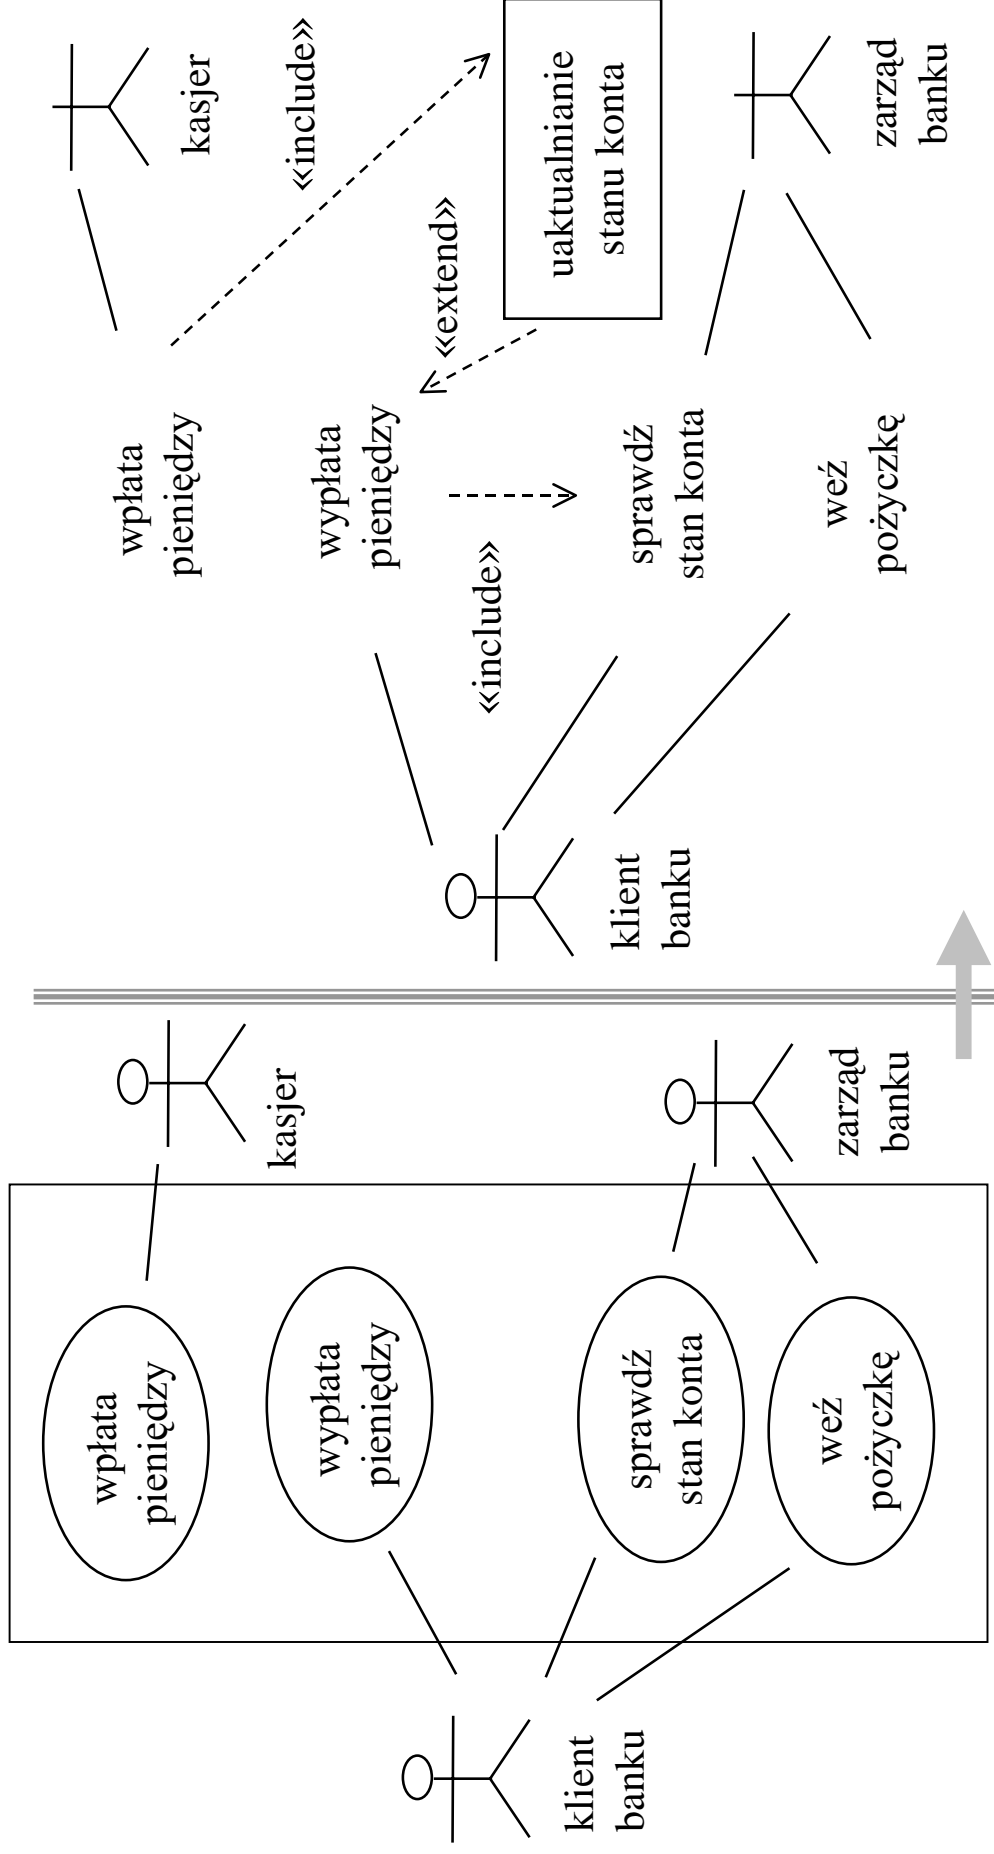 wpłata
pieniędzy
wypłata
pieniędzy
sprawdź
stan konta
weź
pożyczkę
klient
banku
kasjer
zarząd
banku
wpłata
pieniędzy
wypłata
pieniędzy
sprawdź
stan konta
weź
pożyczkę
klient
banku
«include»
«extend»
«include»
uaktualnianie
stanu konta
kasjer
zarząd
banku